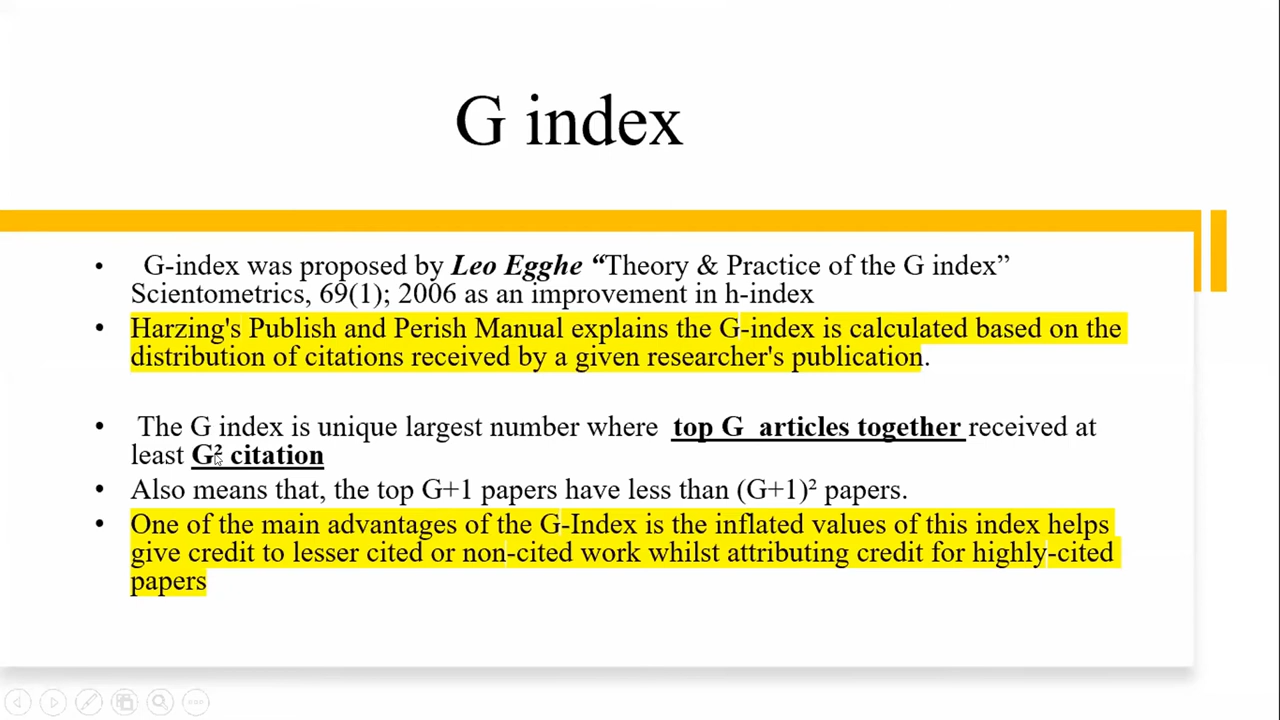 G index
• G-index was proposed by Leo Egghe “Theory & Practice of the G index”
Scientometrics, 69(1); 2006 as an improvement in h-index
• Harzing's Publish and Perish Manual explains the G-index is calculated based on the
distribution of citations received by a given researcher's publication.
• The G index is unique largest number where top G articles together received at
least G² citation
• Also means that, the top G+1 papers have less than (G+1)² papers.
• One of the main advantages of the G-Index is the inflated values of this index helps
give credit to lesser cited or non-cited work whilst attributing credit for highly-cited
papers